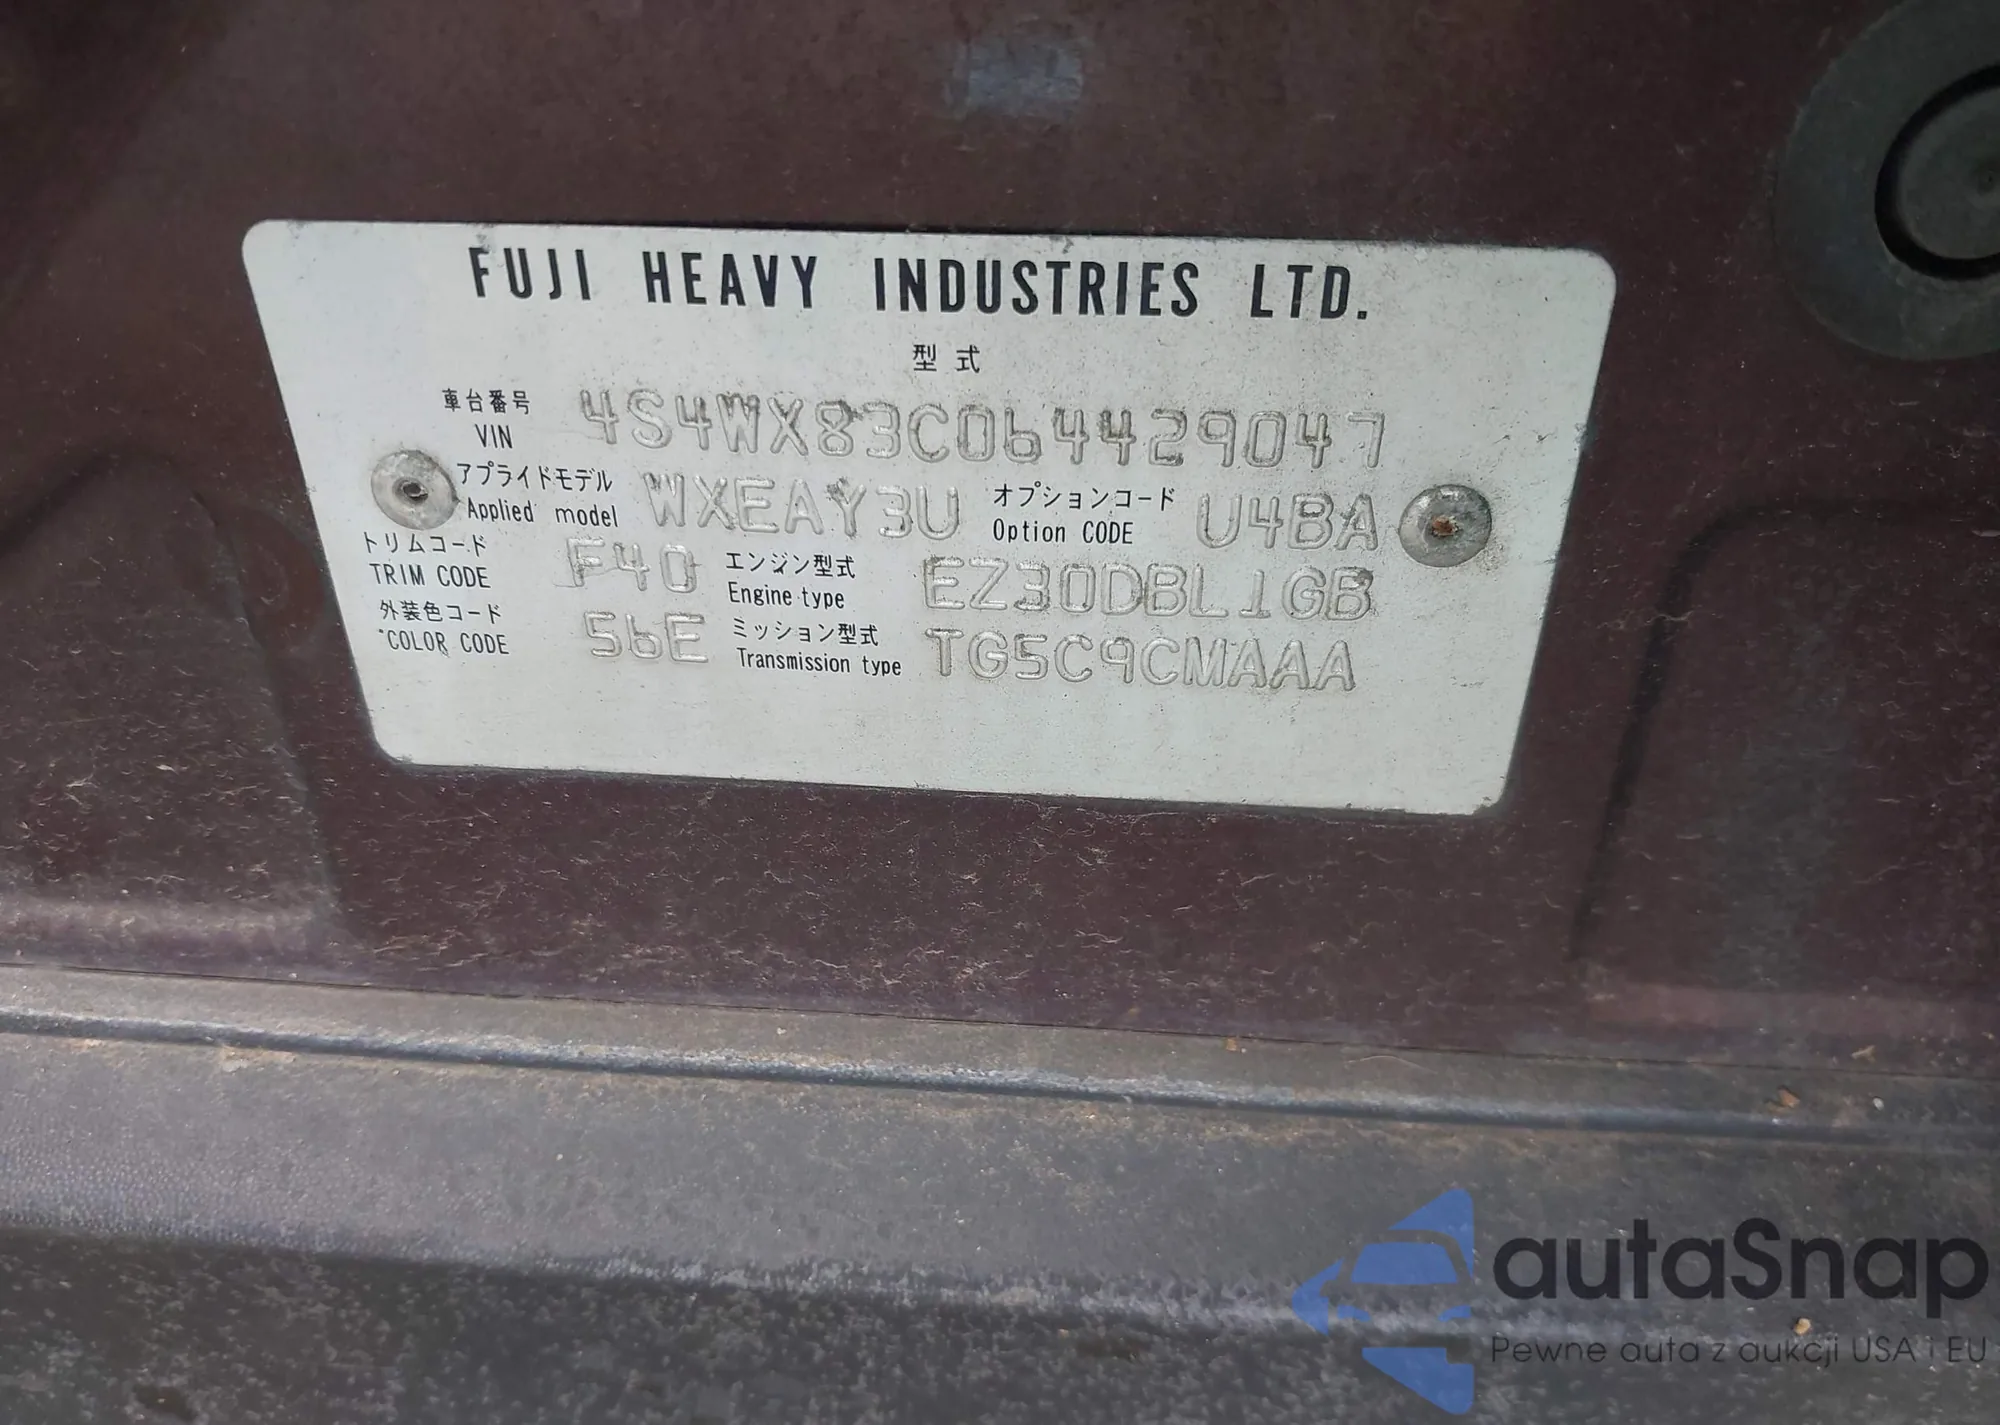 FUJI HEAVY INDUSTRIES LTD.
型式
車台番号 VIN 4S4WX83C064429047
アプライドモデル Applied model WXEAY3U オプションコード Option CODE U4BA
トリムコード TRIM CODE F40 エンジン型式 Engine type EZ30DBL1GB
外装色コード COLOR CODE 56E ミッション型式 Transmission type TG5C9CMAAA
autaSnap
Pewne auta z aukcji USA i EU